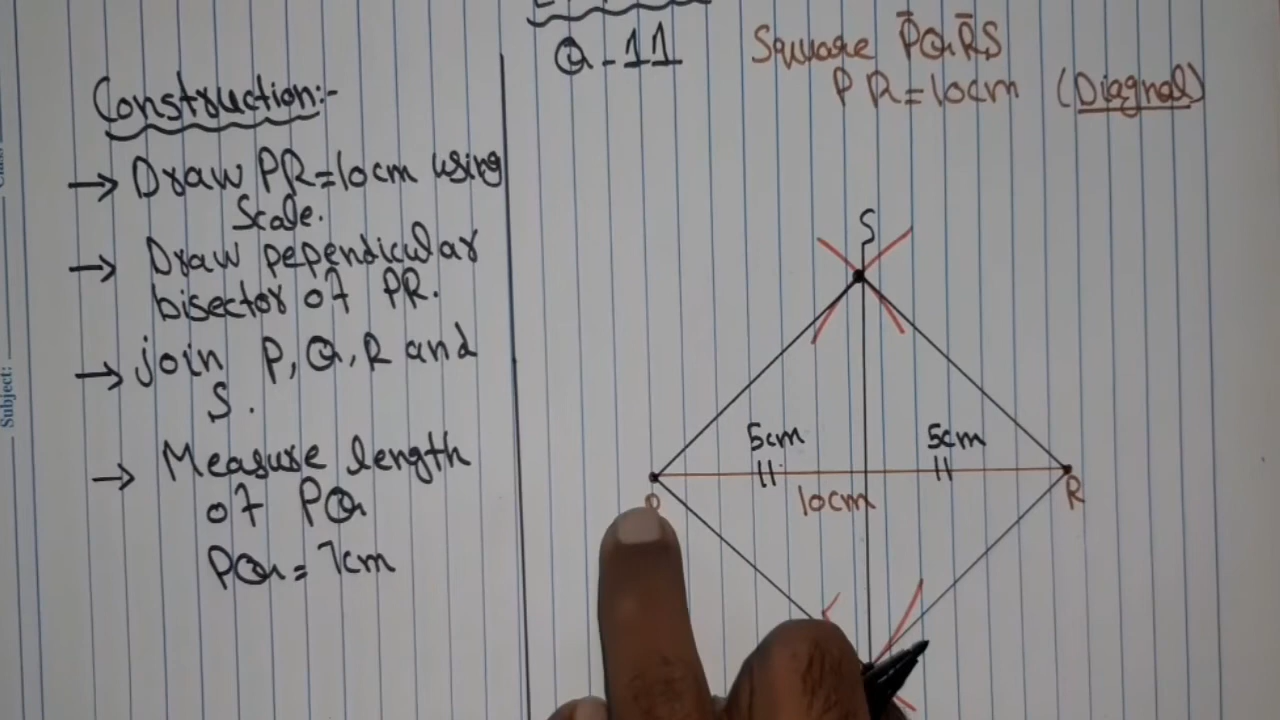 Q-11
Square PQRS
PR=10cm (Diagnal)
Construction:-
→ Draw PR=10cm using
Scale.
→ Draw pependicular
bisector of PR.
→ join P, Q, R and
S.
→ Measure length
of PQ
PQ= 7cm
S
5cm 5cm
10cm
P R
Subject: